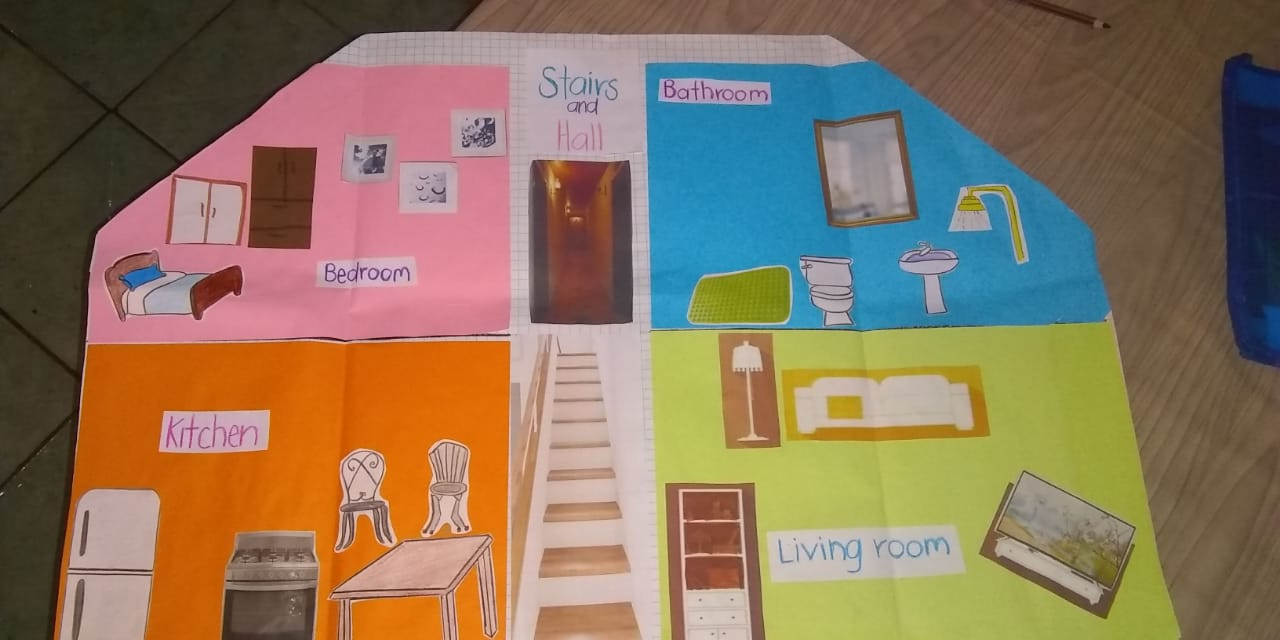 Stairs
and
Hall
Bathroom
Bedroom
Kitchen
Living room